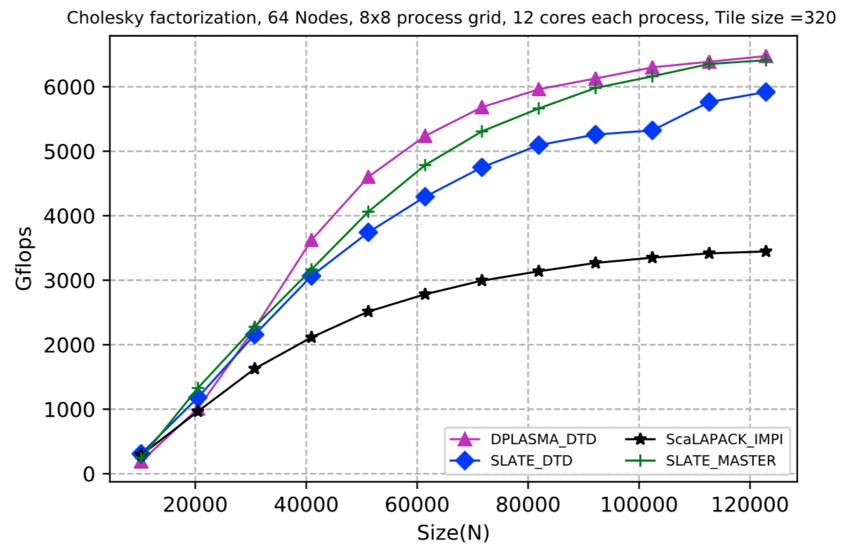 Cholesky factorization, 64 Nodes, 8x8 process grid, 12 cores each process, Tile size =320
6000
5000
4000
3000
2000
1000
0
Gflops
DPLASMA_DTD
SLATE_DTD
ScaLAPACK_IMPI
SLATE_MASTER
20000 40000 60000 80000 100000 120000
Size(N)